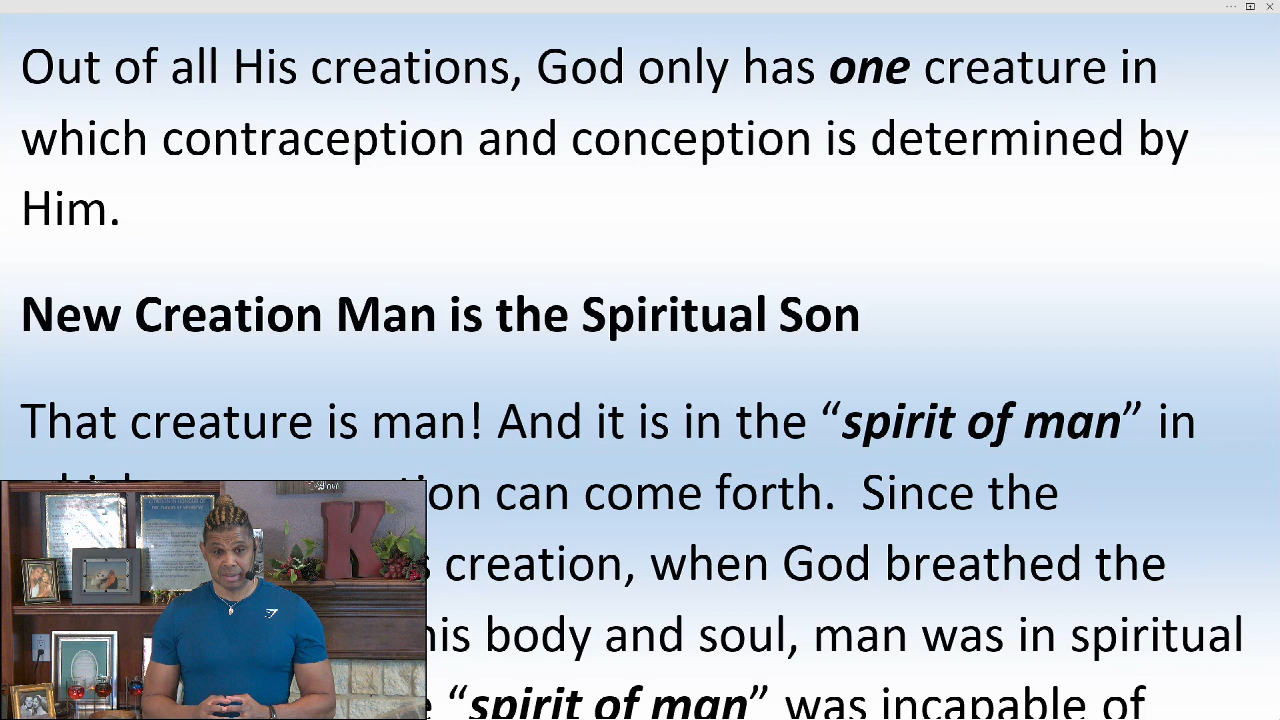 Out of all His creations, God only has one creature in
which contraception and conception is determined by
Him.
New Creation Man is the Spiritual Son
That creature is man! And it is in the “spirit of man” in
can come forth. Since the
creation, when God breathed the
his body and soul, man was in spiritual
“spirit of man” was incapable of
K